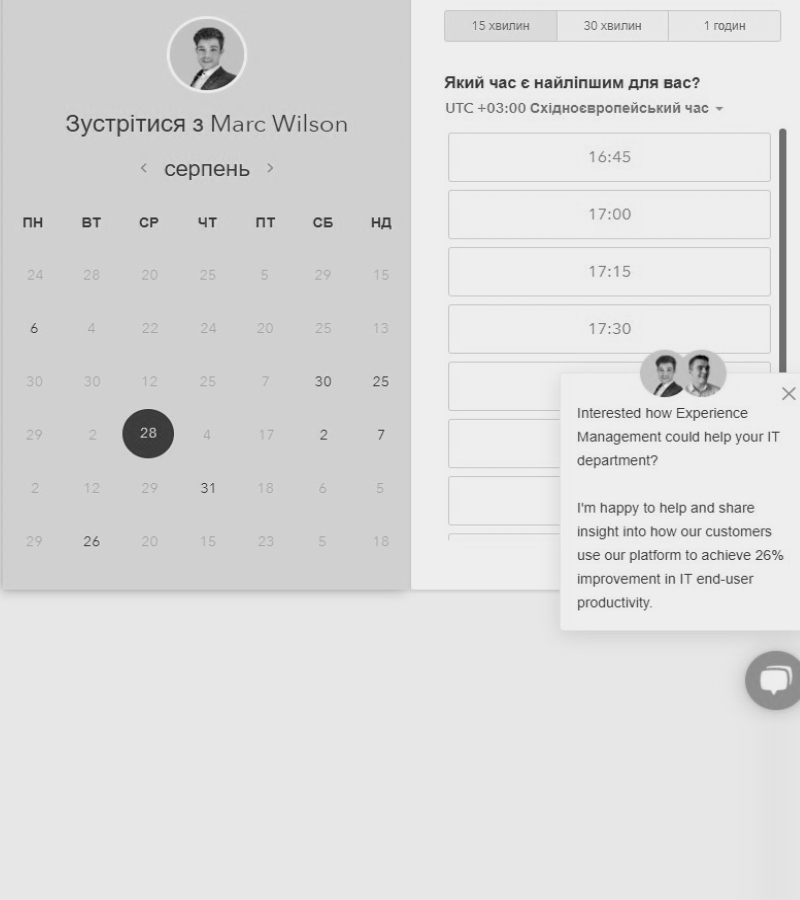 Зустрітися з Marc Wilson
‹ серпень ›
ПН ВТ СР ЧТ ПТ СБ НД
24 28 20 25 5 29 15
6 4 22 24 20 25 13
30 30 12 25 7 30 25
29 2 28 4 17 2 7
2 12 29 31 18 6 5
29 26 20 15 23 5 18
15 хвилин 30 хвилин 1 годин
Який час є найліпшим для вас?
UTC +03:00 Східноєвропейський час
16:45
17:00
17:15
17:30
Interested how Experience
Management could help your IT
department?
I'm happy to help and share
insight into how our customers
use our platform to achieve 26%
improvement in IT end-user
productivity.